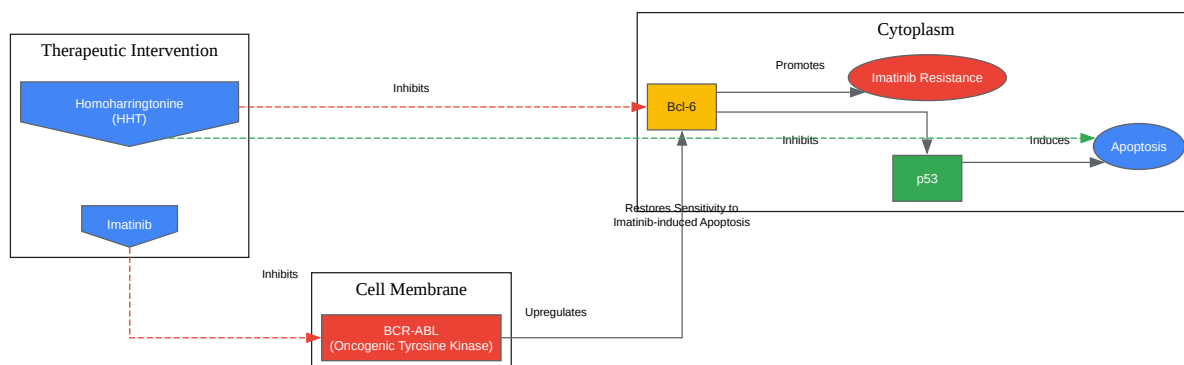 Therapeutic Intervention
Homoharringtonine
(HHT)
Imatinib
Inhibits
Inhibits
Cell Membrane
BCR-ABL
(Oncogenic Tyrosine Kinase)
Upregulates
Cytoplasm
Bcl-6
Promotes
Imatinib Resistance
Inhibits
p53
Induces
Apoptosis
Restores Sensitivity to
Imatinib-induced Apoptosis